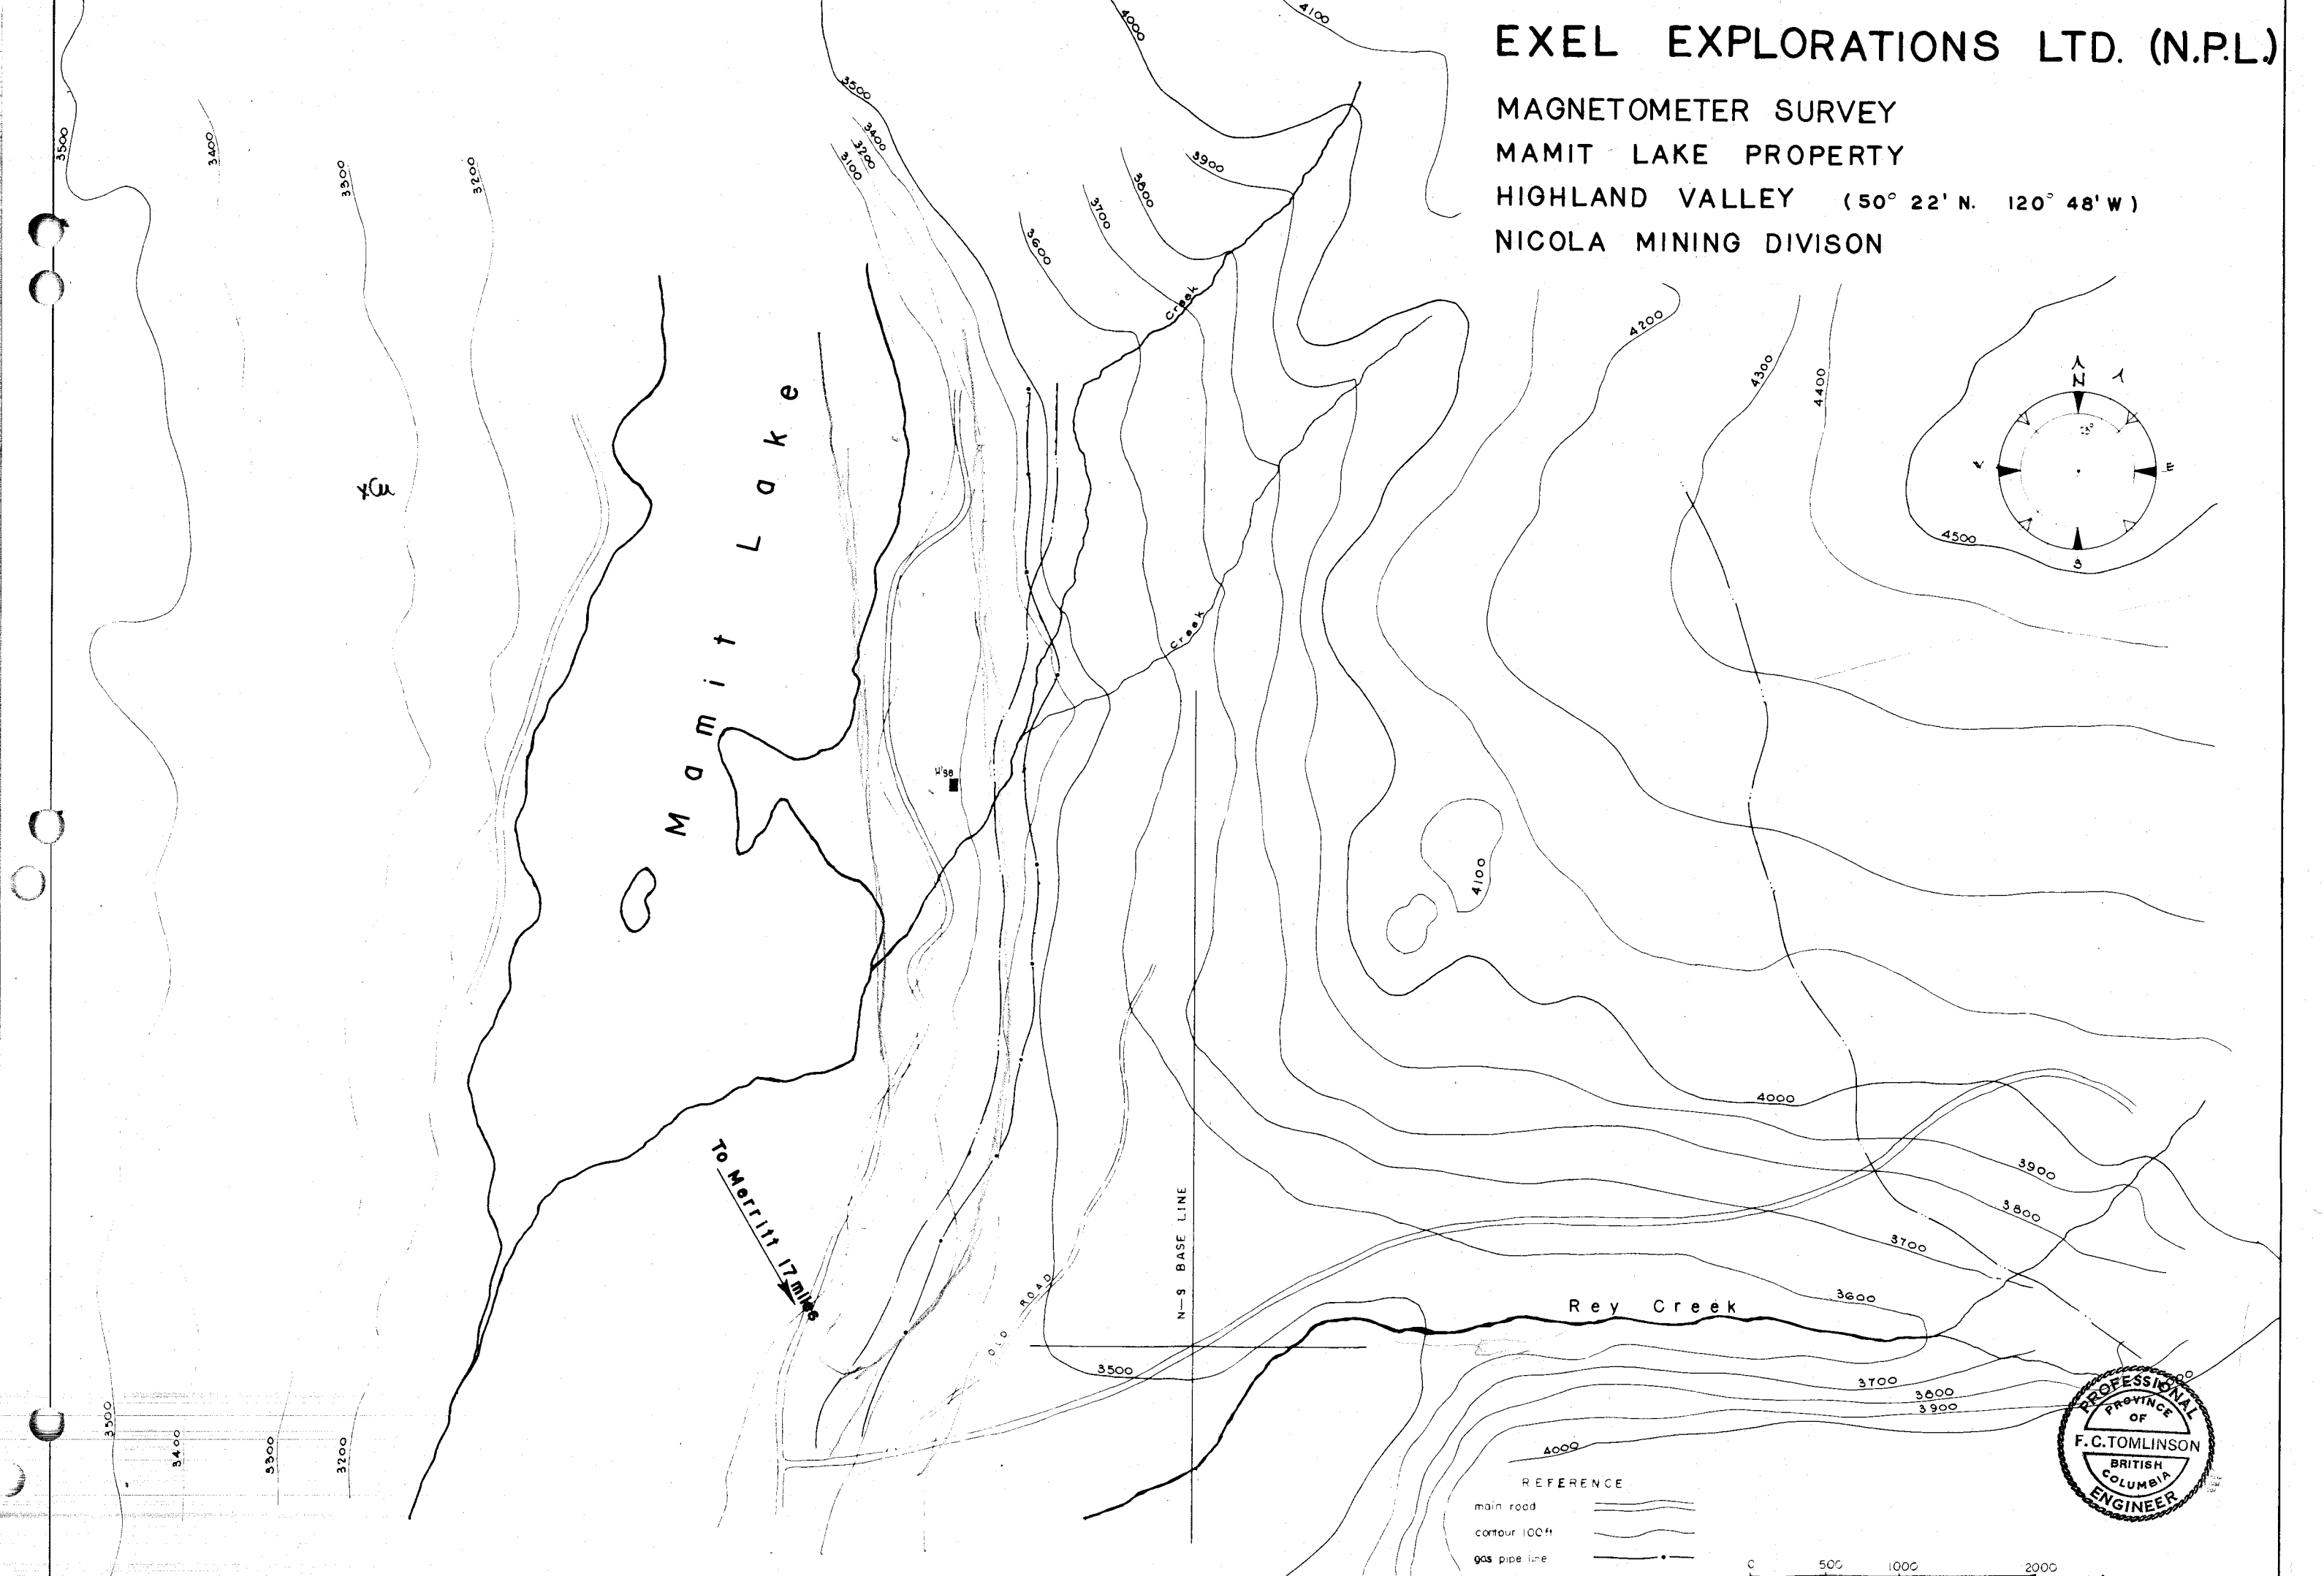 EXEL EXPLORATIONS LTD. (N.P.L.)
MAGNETOMETER SURVEY
MAMIT LAKE PROPERTY
HIGHLAND VALLEY (50° 22' N. 120° 48' W)
NICOLA MINING DIVISON
4000
4100
3500
3400
3200
3100
3500
3400
3300
3200
3900
3800
3700
3600
Creek
4200
4300
4400
4500
N
E
S
xCu
Mamit Lake
Creek
H'se
4100
To Merritt 17 miles
N—S BASE LINE
OLD ROAD
4000
3900
3800
3700
3600
Rey Creek
3500
3700
3800
3900
4000
3500
3400
3300
3200
PROFESSIONAL
PROVINCE
OF
F.C. TOMLINSON
BRITISH
COLUMBIA
ENGINEER
REFERENCE
main road
contour 100ft
gas pipe line
0 500 1000 2000